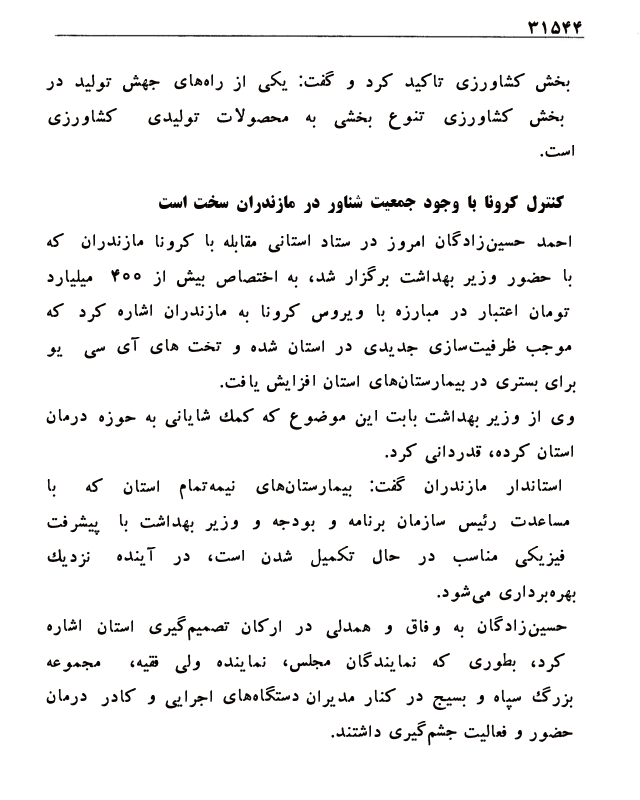 ۳۱۵۴۴
بخش کشاورزی تاکید کرد و گفت: یکی از راه‌های جهش تولید در
بخش کشاورزی تنوع بخشی به محصولات تولیدی کشاورزی
است.
کنترل کرونا با وجود جمعیت شناور در مازندران سخت است
احمد حسین‌زادگان امروز در ستاد استانی مقابله با کرونا مازندران که
با حضور وزیر بهداشت برگزار شد، به اختصاص بیش از ۴۰۰ میلیارد
تومان اعتبار در مبارزه با ویروس کرونا به مازندران اشاره کرد که
موجب ظرفیت‌سازی جدیدی در استان شده و تخت های آی سی یو
برای بستری در بیمارستان‌های استان افزایش یافت.
وی از وزیر بهداشت بابت این موضوع که کمک شایانی به حوزه درمان
استان کرده، قدردانی کرد.
استاندار مازندران گفت: بیمارستان‌های نیمه‌تمام استان که با
مساعدت رئیس سازمان برنامه و بودجه و وزیر بهداشت با پیشرفت
فیزیکی مناسب در حال تکمیل شدن است، در آینده نزدیک
بهره‌برداری می‌شود.
حسین‌زادگان به وفاق و همدلی در ارکان تصمیم‌گیری استان اشاره
کرد، بطوری که نمایندگان مجلس، نماینده ولی فقیه، مجموعه
بزرگ سپاه و بسیج در کنار مدیران دستگاه‌های اجرایی و کادر درمان
حضور و فعالیت چشم‌گیری داشتند.